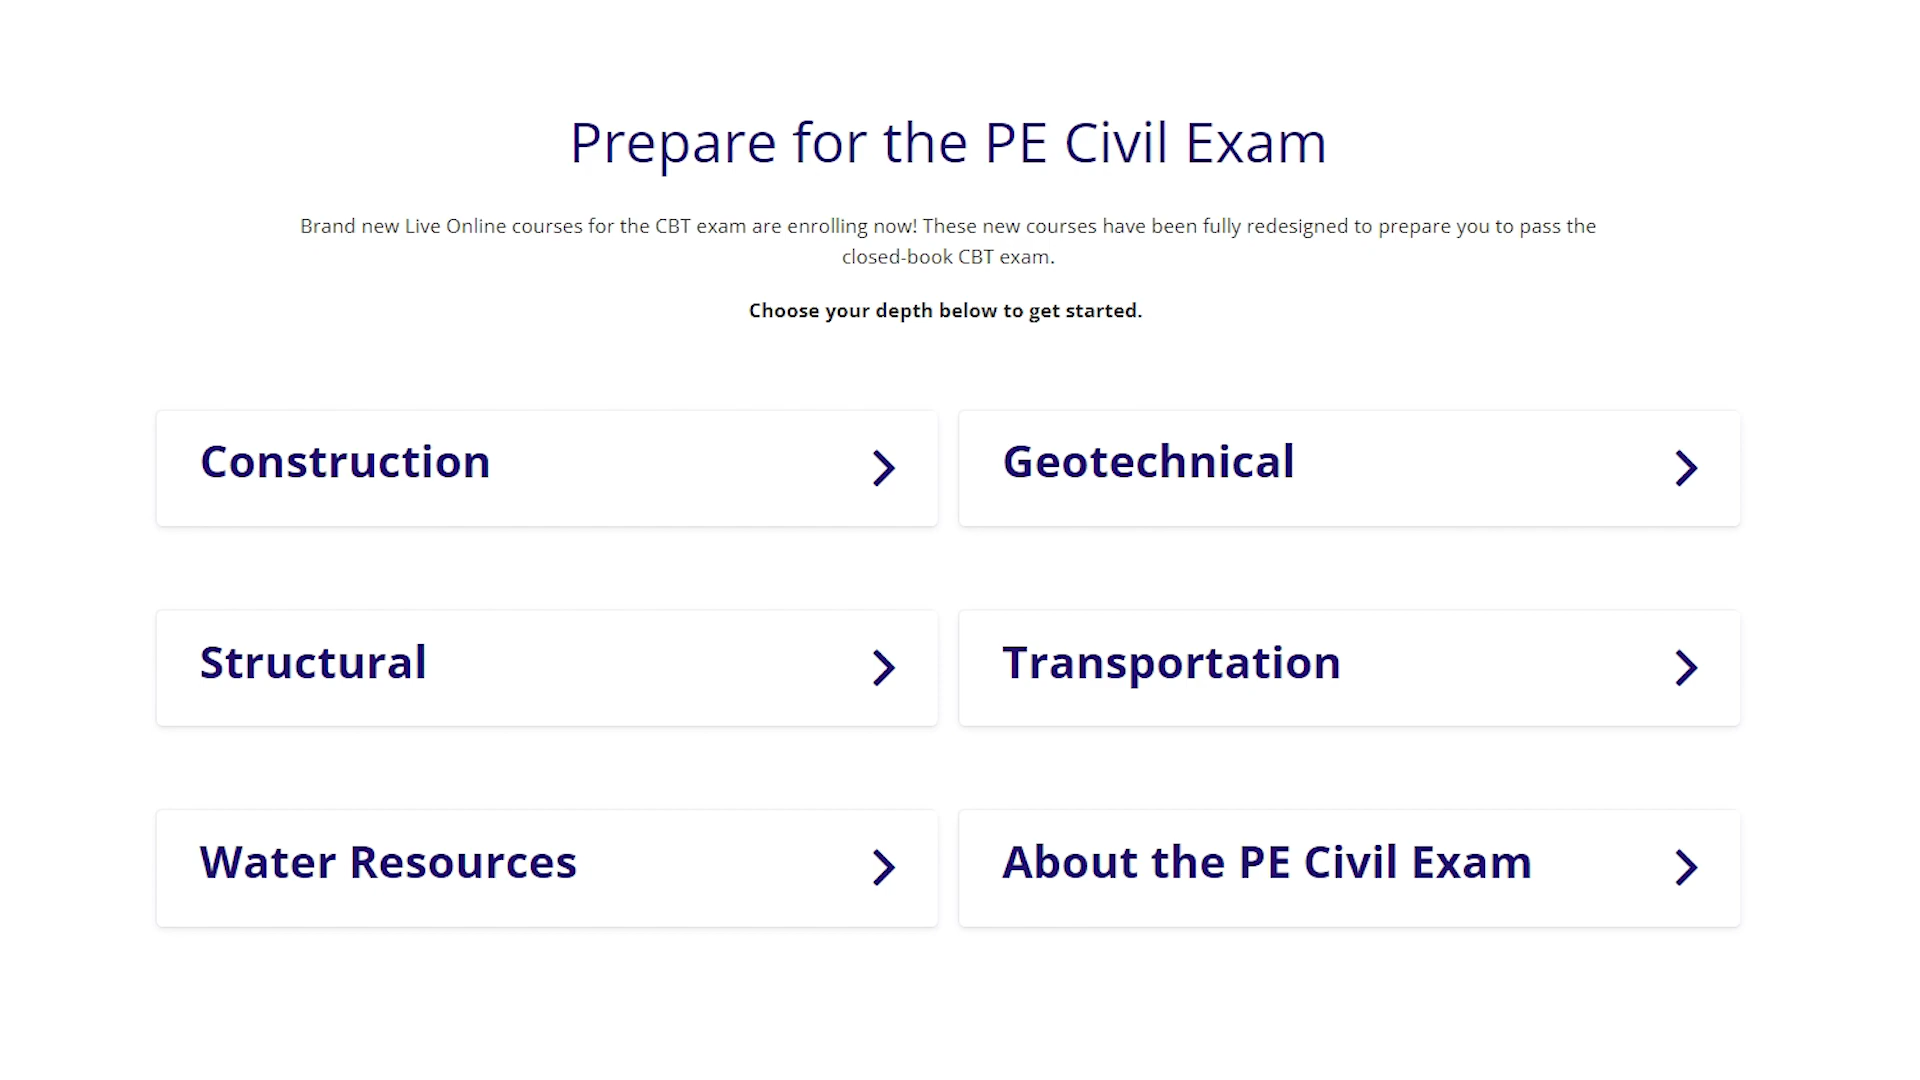 Prepare for the PE Civil Exam
Brand new Live Online courses for the CBT exam are enrolling now! These new courses have been fully redesigned to prepare you to pass the
closed-book CBT exam.
Choose your depth below to get started.
Construction
Geotechnical
Structural
Transportation
Water Resources
About the PE Civil Exam